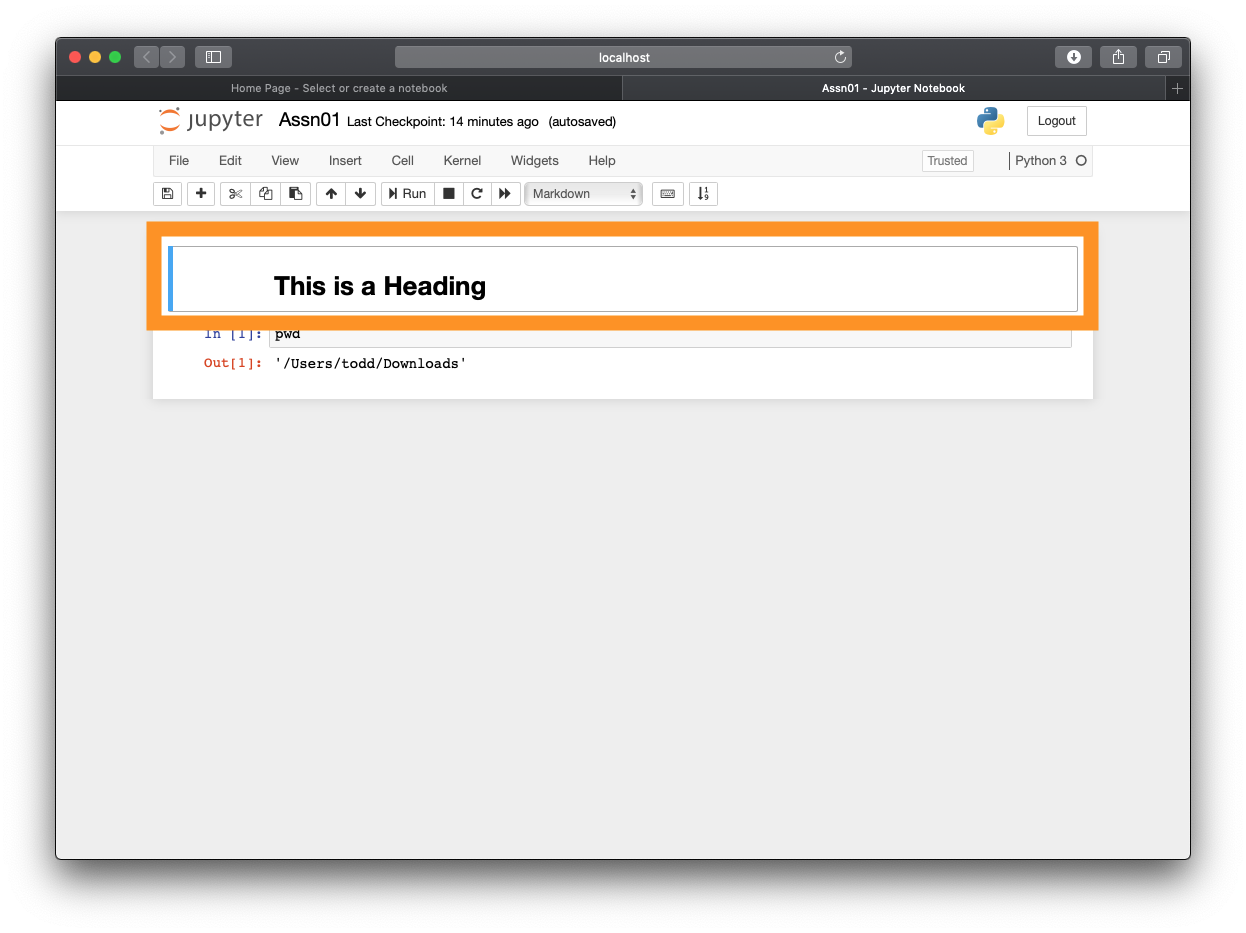 localhost
Home Page - Select or create a notebook
Assn01 - Jupyter Notebook
jupyter Assn01 Last Checkpoint: 14 minutes ago (autosaved)
Logout
File Edit View Insert Cell Kernel Widgets Help
Trusted
Python 3
Run
Markdown
This is a Heading
In [1]: pwd
Out[1]: '/Users/todd/Downloads'